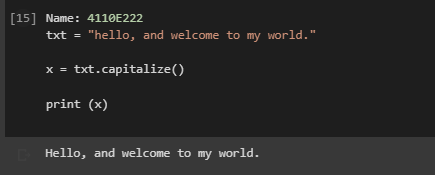 [15] Name: 4110E222
txt = "hello, and welcome to my world."
x = txt.capitalize()
print (x)
Hello, and welcome to my world.